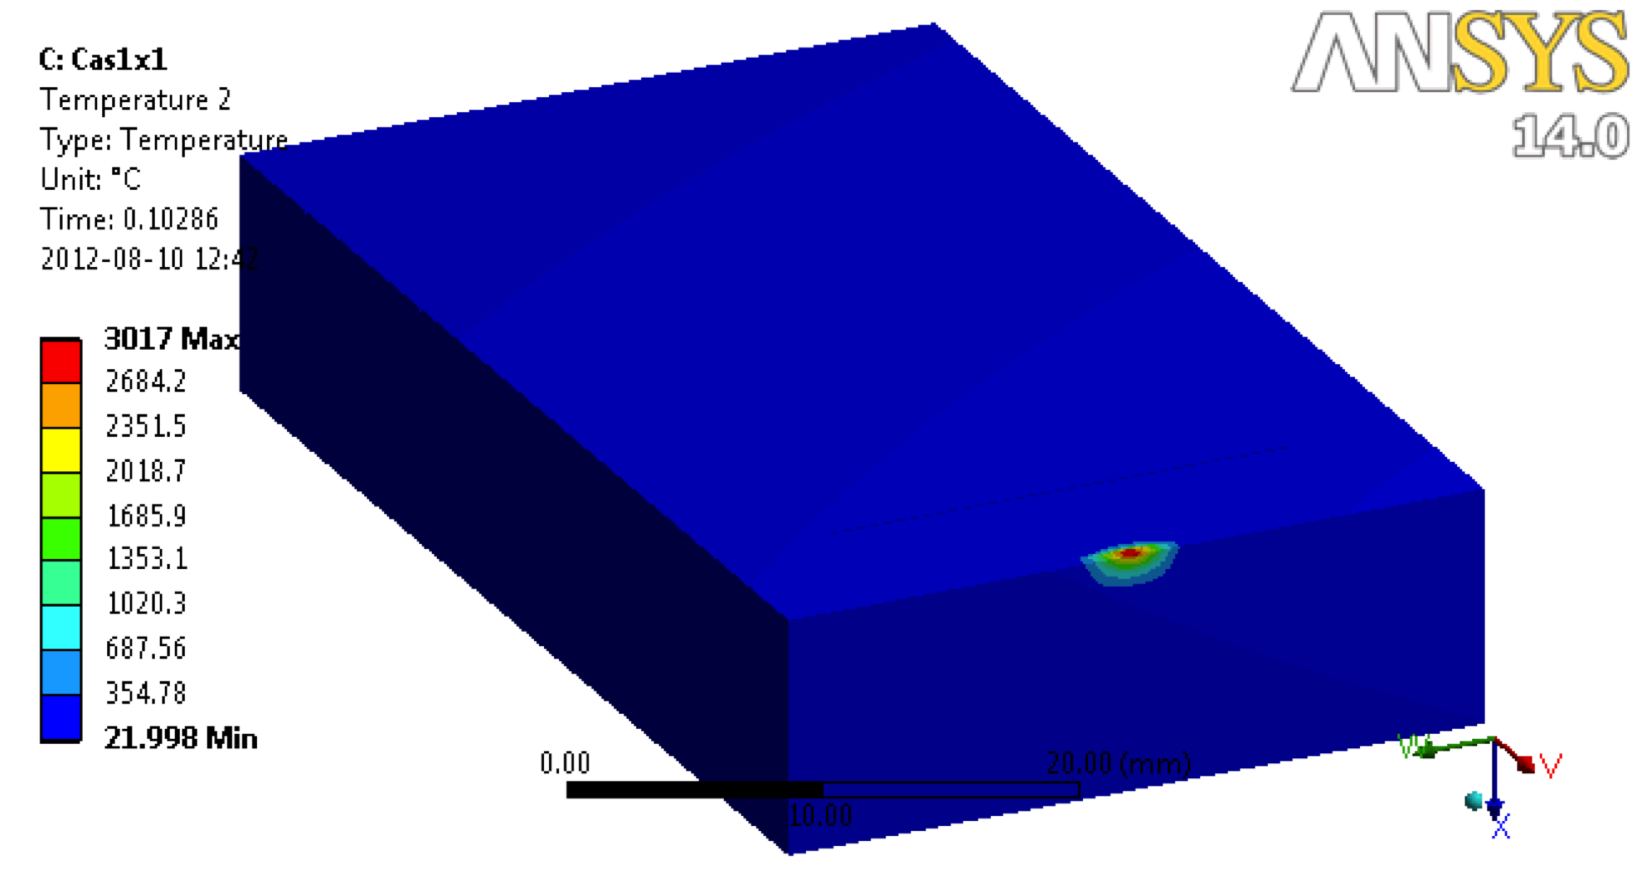 C: Cas1x1
Temperature 2
Type: Temperature
Unit: °C
Time: 0.10286
2012-08-10 12:42
ANSYS
14.0
3017 Max
2684.2
2351.5
2018.7
1685.9
1353.1
1020.3
687.56
354.78
21.998 Min
0.00
20.00 (mm)
10.00
V
X